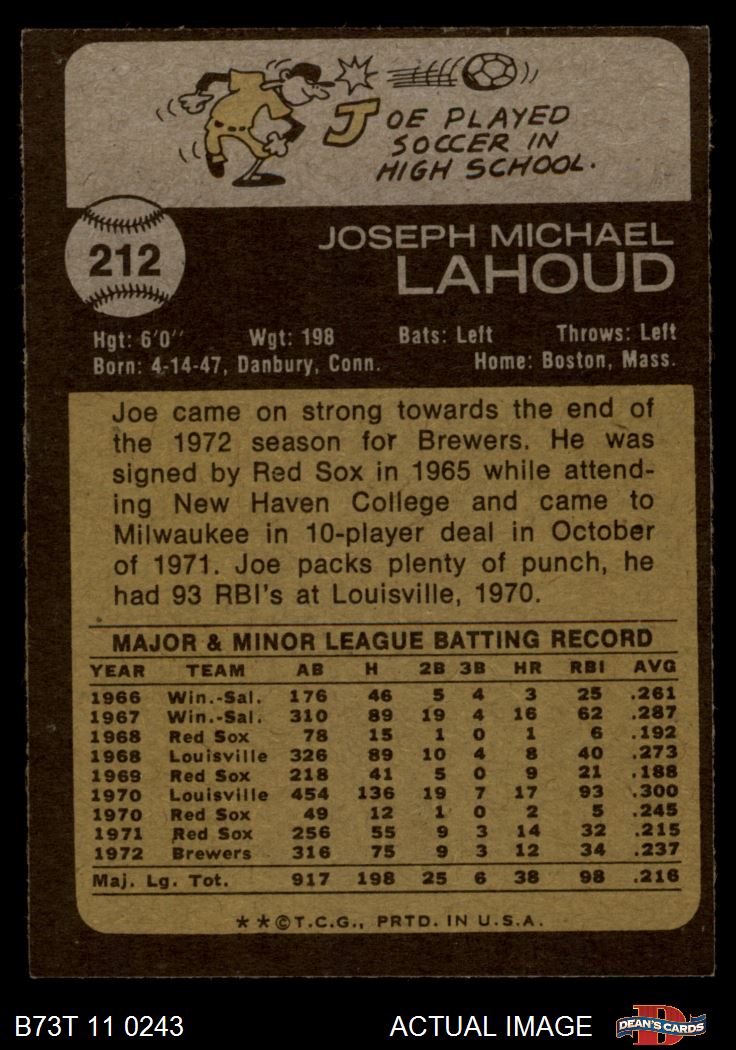 JOE PLAYED
SOCCER IN
HIGH SCHOOL.
212
JOSEPH MICHAEL
LAHOUD
Hgt: 6'0'' Wgt: 198 Bats: Left Throws: Left
Born: 4-14-47, Danbury, Conn. Home: Boston, Mass.
Joe came on strong towards the end of
the 1972 season for Brewers. He was
signed by Red Sox in 1965 while attend-
ing New Haven College and came to
Milwaukee in 10-player deal in October
of 1971. Joe packs plenty of punch, he
had 93 RBI's at Louisville, 1970.
MAJOR & MINOR LEAGUE BATTING RECORD
YEAR TEAM AB H 2B 3B HR RBI AVG
1966 Win.-Sal. 176 46 5 4 3 25 .261
1967 Win.-Sal. 310 89 19 4 16 62 .287
1968 Red Sox 78 15 1 0 1 6 .192
1968 Louisville 326 89 10 4 8 40 .273
1969 Red Sox 218 41 5 0 9 21 .188
1970 Louisville 454 136 19 7 17 93 .300
1970 Red Sox 49 12 1 0 2 5 .245
1971 Red Sox 256 55 9 3 14 32 .215
1972 Brewers 316 75 9 3 12 34 .237
Maj. Lg. Tot. 917 198 25 6 38 98 .216
**©T.C.G., PRTD. IN U.S.A.
B73T 11 0243 ACTUAL IMAGE D DEAN'S CARDS